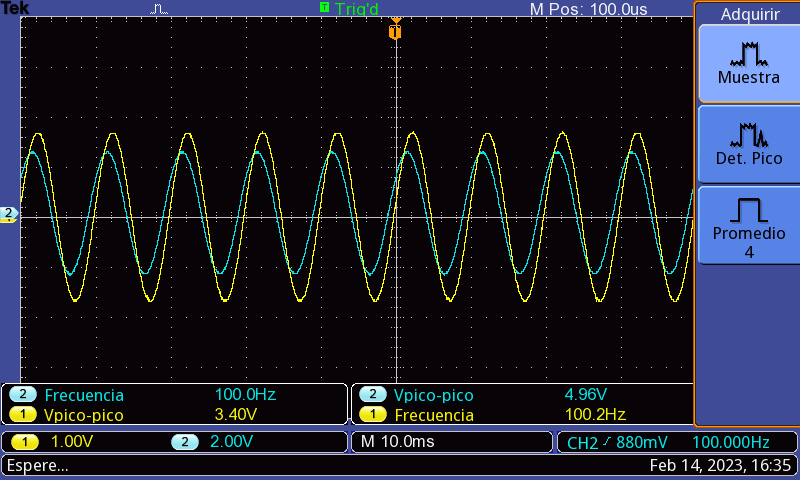 Tek T Trig'd M Pos: 100.0us Adquirir
T
Muestra
Det. Pico
2
Promedio
4
2 Frecuencia 100.0Hz 2 Vpico-pico 4.96V
1 Vpico-pico 3.40V 1 Frecuencia 100.2Hz
1 1.00V 2 2.00V M 10.0ms CH2 880mV 100.000Hz
Espere... Feb 14, 2023, 16:35